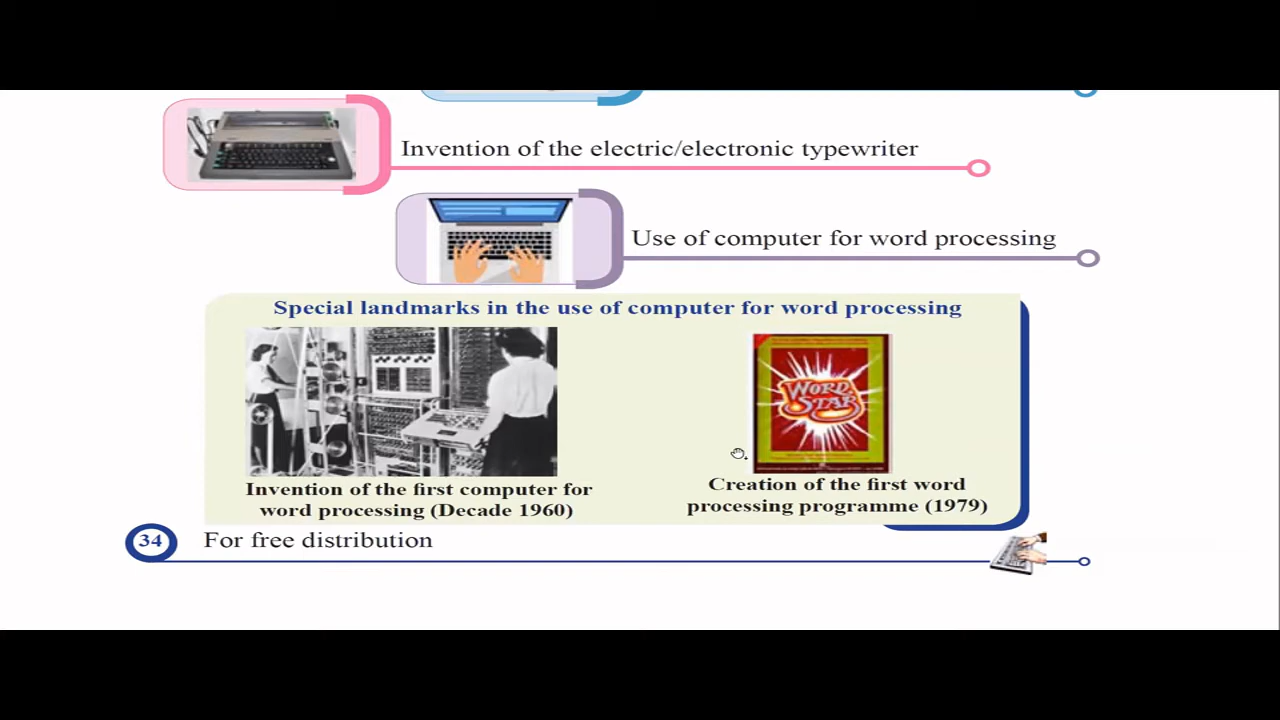 Invention of the electric/electronic typewriter
Use of computer for word processing
Special landmarks in the use of computer for word processing
WORD
STAR
Invention of the first computer for
word processing (Decade 1960)
Creation of the first word
processing programme (1979)
34 For free distribution